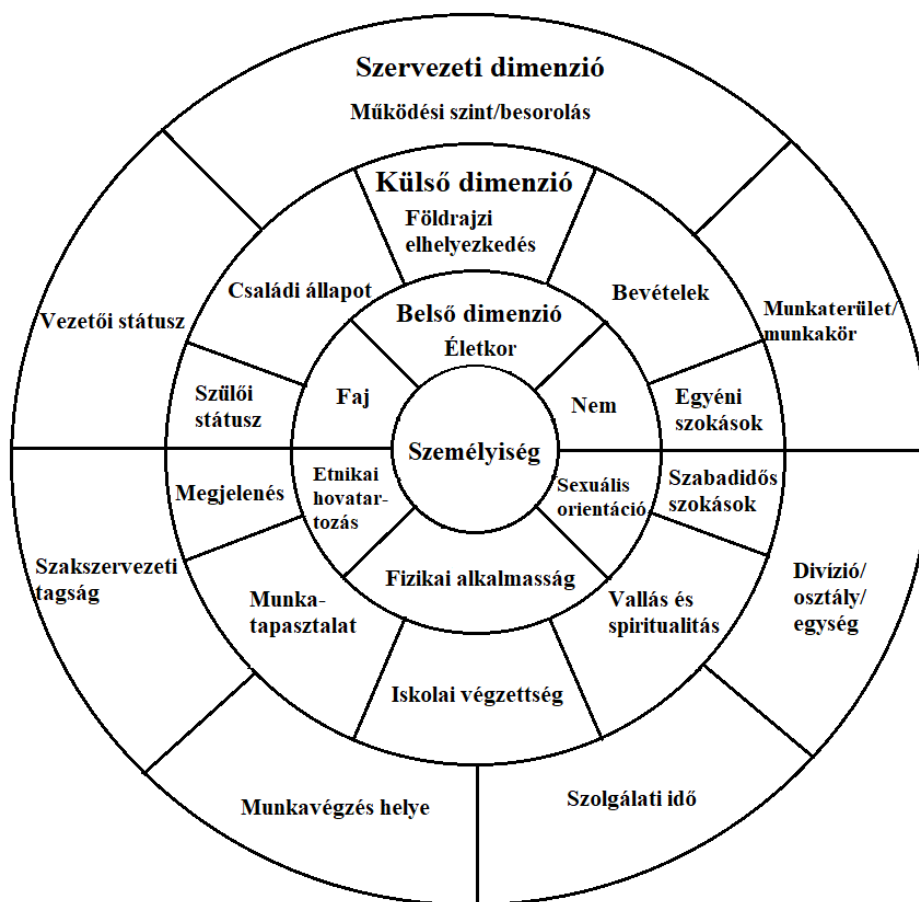 Szervezeti dimenzió
Működési szint/besorolás
Külső dimenzió
Földrajzi
elhelyezkedés
Családi állapot
Bevételek
Vezetői státusz
Munkaterület/
munkakör
Belső dimenzió
Életkor
Szülői
státusz
Faj
Nem
Egyéni
szokások
Személyiség
Megjelenés
Etnikai
hovatar-
tozás
Sexuális
orientáció
Szabadidős
szokások
Szakszervezeti
tagság
Fizikai alkalmasság
Divízió/
osztály/
egység
Munka-
tapasztalat
Vallás és
spiritualitás
Iskolai végzettség
Munkavégzés helye
Szolgálati idő